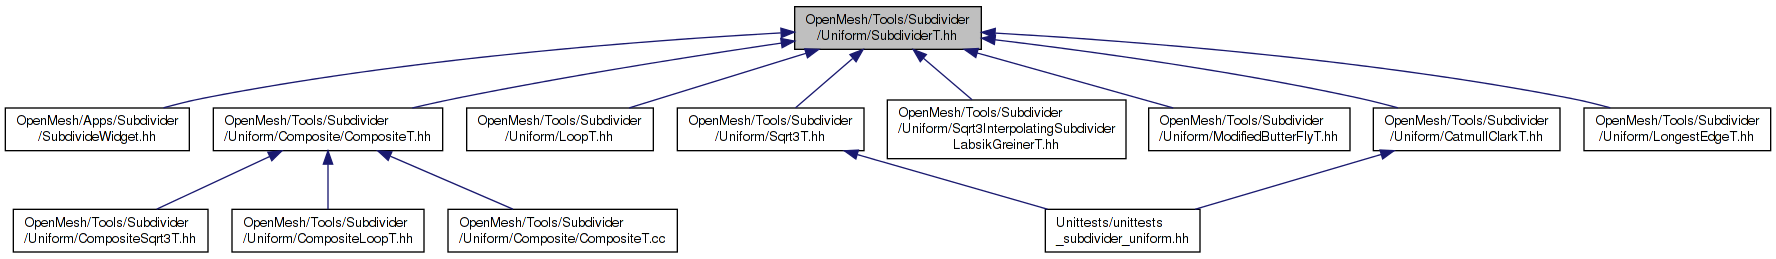 OpenMesh/Tools/Subdivider
/Uniform/SubdividerT.hh
OpenMesh/Apps/Subdivider
/SubdivideWidget.hh
OpenMesh/Tools/Subdivider
/Uniform/Composite/CompositeT.hh
OpenMesh/Tools/Subdivider
/Uniform/LoopT.hh
OpenMesh/Tools/Subdivider
/Uniform/Sqrt3T.hh
OpenMesh/Tools/Subdivider
/Uniform/Sqrt3InterpolatingSubdivider
LabsikGreinerT.hh
OpenMesh/Tools/Subdivider
/Uniform/ModifiedButterFlyT.hh
OpenMesh/Tools/Subdivider
/Uniform/CatmullClarkT.hh
OpenMesh/Tools/Subdivider
/Uniform/LongestEdgeT.hh
OpenMesh/Tools/Subdivider
/Uniform/CompositeSqrt3T.hh
OpenMesh/Tools/Subdivider
/Uniform/CompositeLoopT.hh
OpenMesh/Tools/Subdivider
/Uniform/Composite/CompositeT.cc
Unittests/unittests
_subdivider_uniform.hh